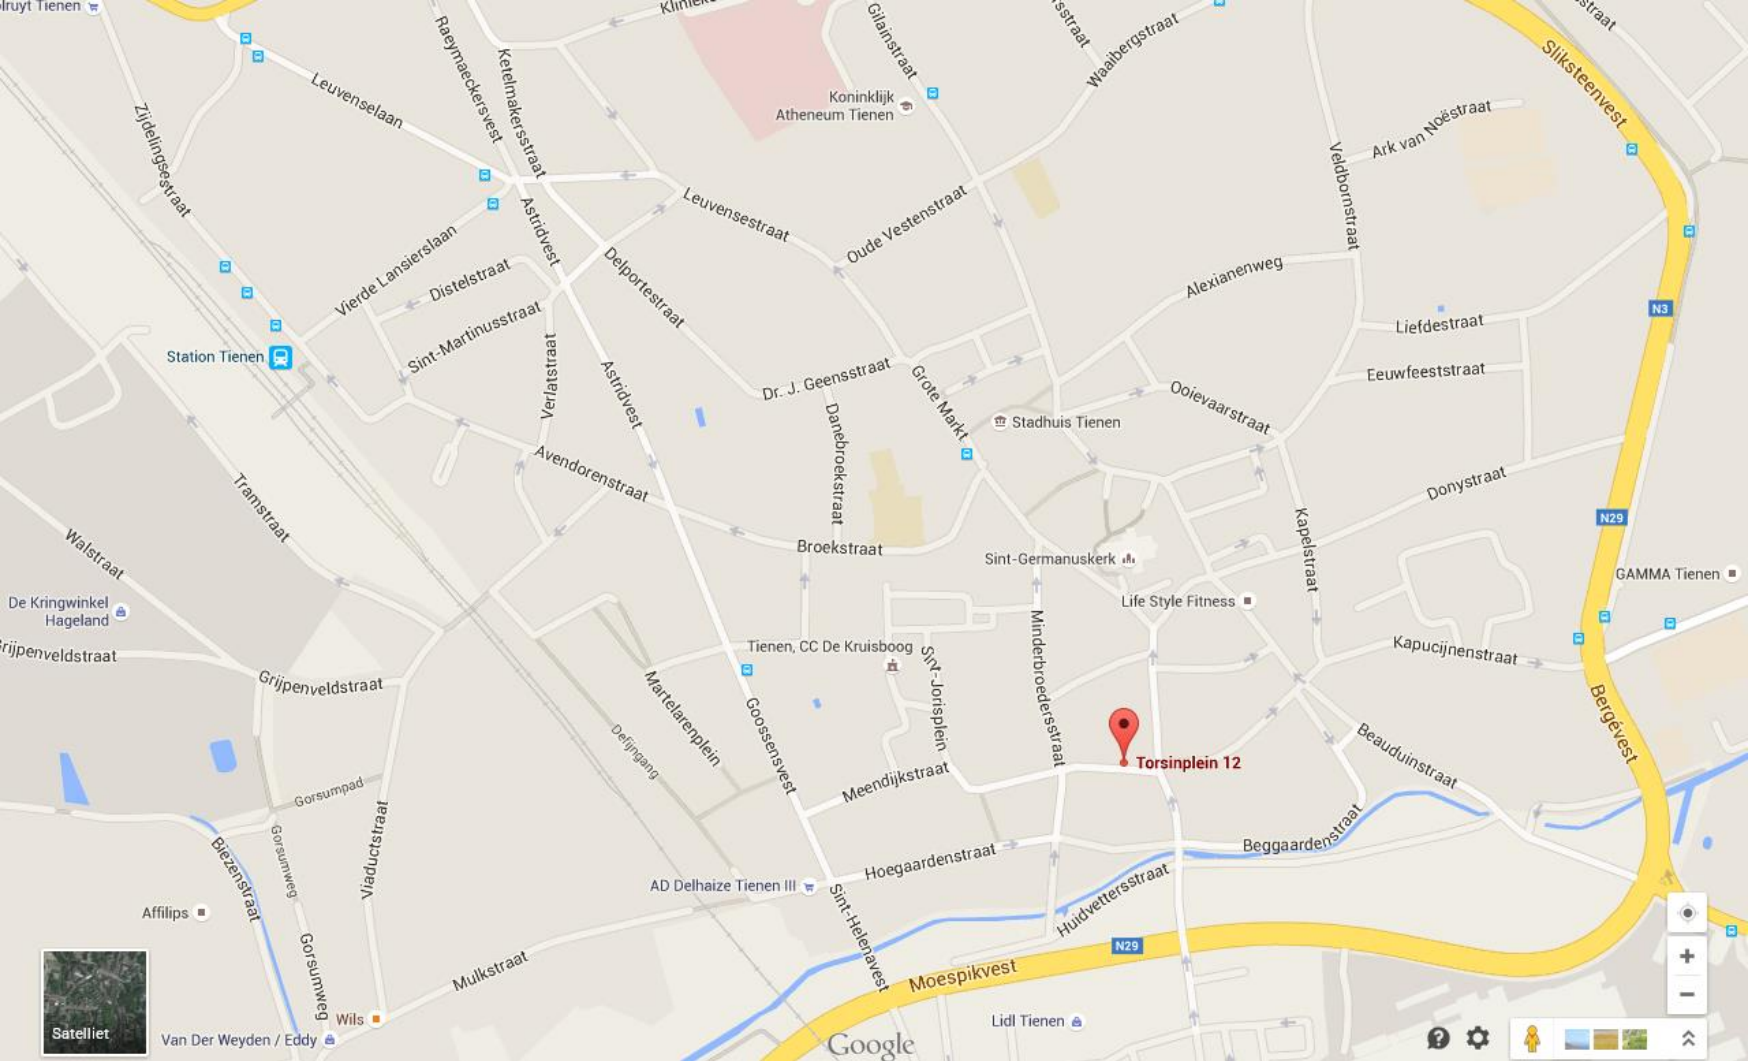 olruyt Tienen
Kliniek
Raeymaeckersvest
Ketelmakersstraat
Gilainstraat
sstraat
Waaibergstraat
straat
Sliksteenvest
Leuvenselaan
Zijdelingsestraat
Koninklijk
Atheneum Tienen
Ark van Noëstraat
Veldbornstraat
Astridvest
Leuvensestraat
Oude Vestenstraat
Vierde Lansierslaan
Distelstraat
Delportestraat
Alexianenweg
N3
Sint-Martinusstraat
Liefdestraat
Station Tienen
Verlatstraat
Astridvest
Dr. J. Geensstraat
Grote Markt
Eeuwfeeststraat
Ooievaarstraat
Danebroekstraat
Stadhuis Tienen
Avendorenstraat
Tramstraat
Donystraat
Kapelstraat
N29
Walstraat
Broekstraat
Sint-Germanuskerk
GAMMA Tienen
De Kringwinkel
Hageland
Life Style Fitness
Minderbroedersstraat
rijpenveldstraat
Tienen, CC De Kruisboog
Sint-Jorisplein
Kapucijnenstraat
Grijpenveldstraat
Martelarenplein
Goossensvest
Bergévest
Defijngang
Torsinplein 12
Beauduinstraat
Meendijkstraat
Gorsumpad
Viaductstraat
Gorsumweg
Biezenstraat
Hoegaardenstraat
Beggaardenstraat
AD Delhaize Tienen III
Sint-Helenavest
Huidvettersstraat
Affilips
Gorsumweg
N29
Mulkstraat
Moespikvest
Satelliet
Wils
Lidl Tienen
Van Der Weyden / Eddy
Google